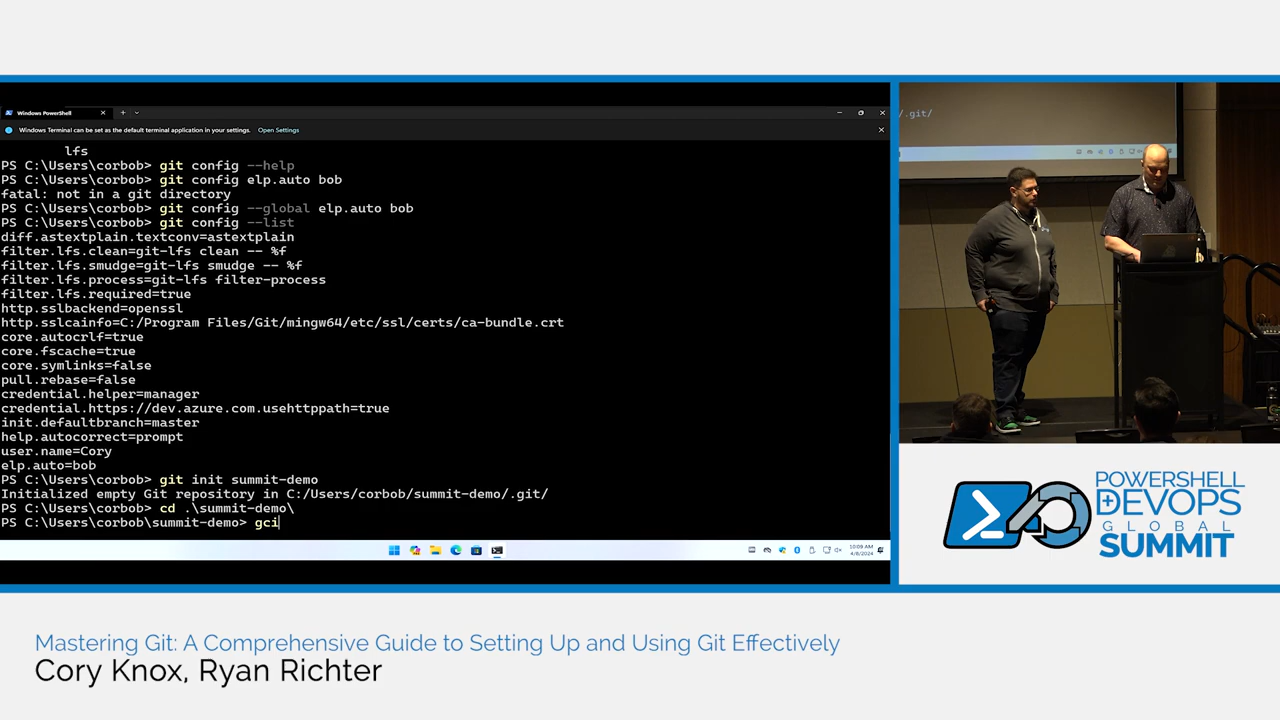 Windows PowerShell
Windows Terminal can be set as the default terminal application in your settings. Open Settings
lfs
PS C:\Users\corbob> git config --help
PS C:\Users\corbob> git config elp.auto bob
fatal: not in a git directory
PS C:\Users\corbob> git config --global elp.auto bob
PS C:\Users\corbob> git config --list
diff.astextplain.textconv=astextplain
filter.lfs.clean=git-lfs clean -- %f
filter.lfs.smudge=git-lfs smudge -- %f
filter.lfs.process=git-lfs filter-process
filter.lfs.required=true
http.sslbackend=openssl
http.sslcainfo=C:/Program Files/Git/mingw64/etc/ssl/certs/ca-bundle.crt
core.autocrlf=true
core.fscache=true
core.symlinks=false
pull.rebase=false
credential.helper=manager
credential.https://dev.azure.com.usehttppath=true
init.defaultbranch=master
help.autocorrect=prompt
user.name=Cory
elp.auto=bob
PS C:\Users\corbob> git init summit-demo
Initialized empty Git repository in C:/Users/corbob/summit-demo/.git/
PS C:\Users\corbob> cd .\summit-demo\
PS C:\Users\corbob\summit-demo> gci
10:09 AM
4/8/2024
/.git/
POWERSHELL
+DEVOPS
GLOBAL
SUMMIT
Mastering Git: A Comprehensive Guide to Setting Up and Using Git Effectively
Cory Knox, Ryan Richter